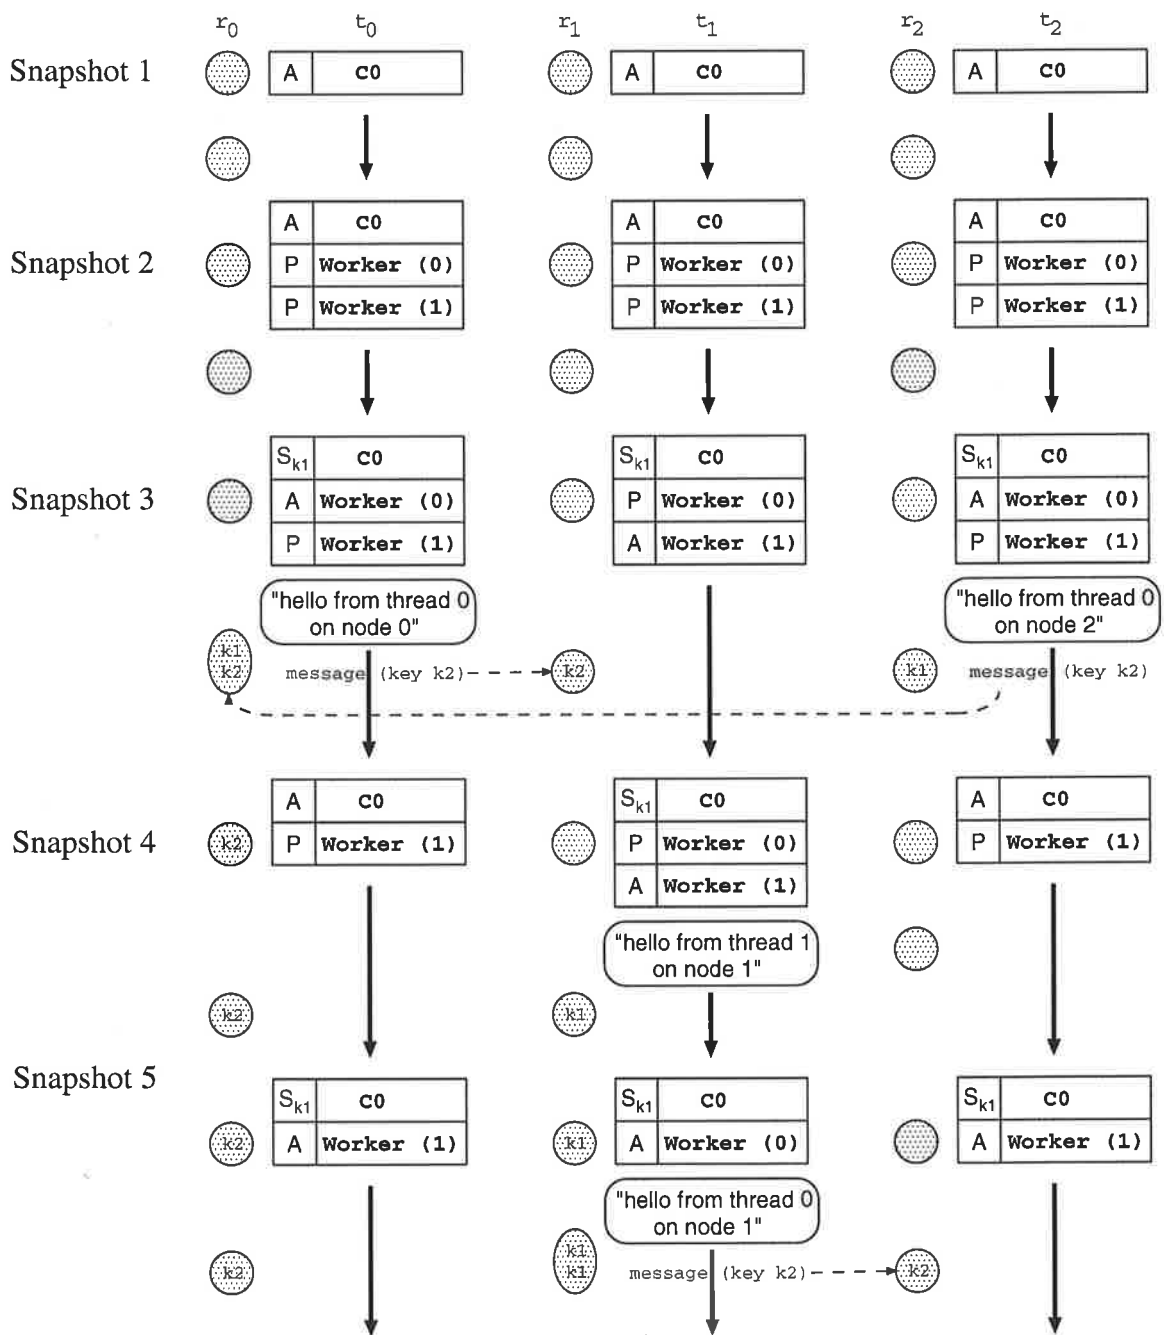 r0 t0 r1 t1 r2 t2
Snapshot 1 A C0 A C0 A C0
A C0 A C0 A C0
Snapshot 2 P Worker (0) P Worker (0) P Worker (0)
P Worker (1) P Worker (1) P Worker (1)
Sk1 C0 Sk1 C0 Sk1 C0
Snapshot 3 A Worker (0) P Worker (0) A Worker (0)
P Worker (1) A Worker (1) P Worker (1)
"hello from thread 0 "hello from thread 0
on node 0" on node 2"
k1
k2 message (key k2) k2 k1 message (key k2)
A C0 Sk1 C0 A C0
Snapshot 4 k2 P Worker (1) P Worker (0) P Worker (1)
A Worker (1)
"hello from thread 1
on node 1"
k2 k1
Snapshot 5
Sk1 C0 Sk1 C0 Sk1 C0
k2 A Worker (1) k1 A Worker (0) A Worker (1)
"hello from thread 0
on node 1"
k1
k2 k1 message (key k2) k2